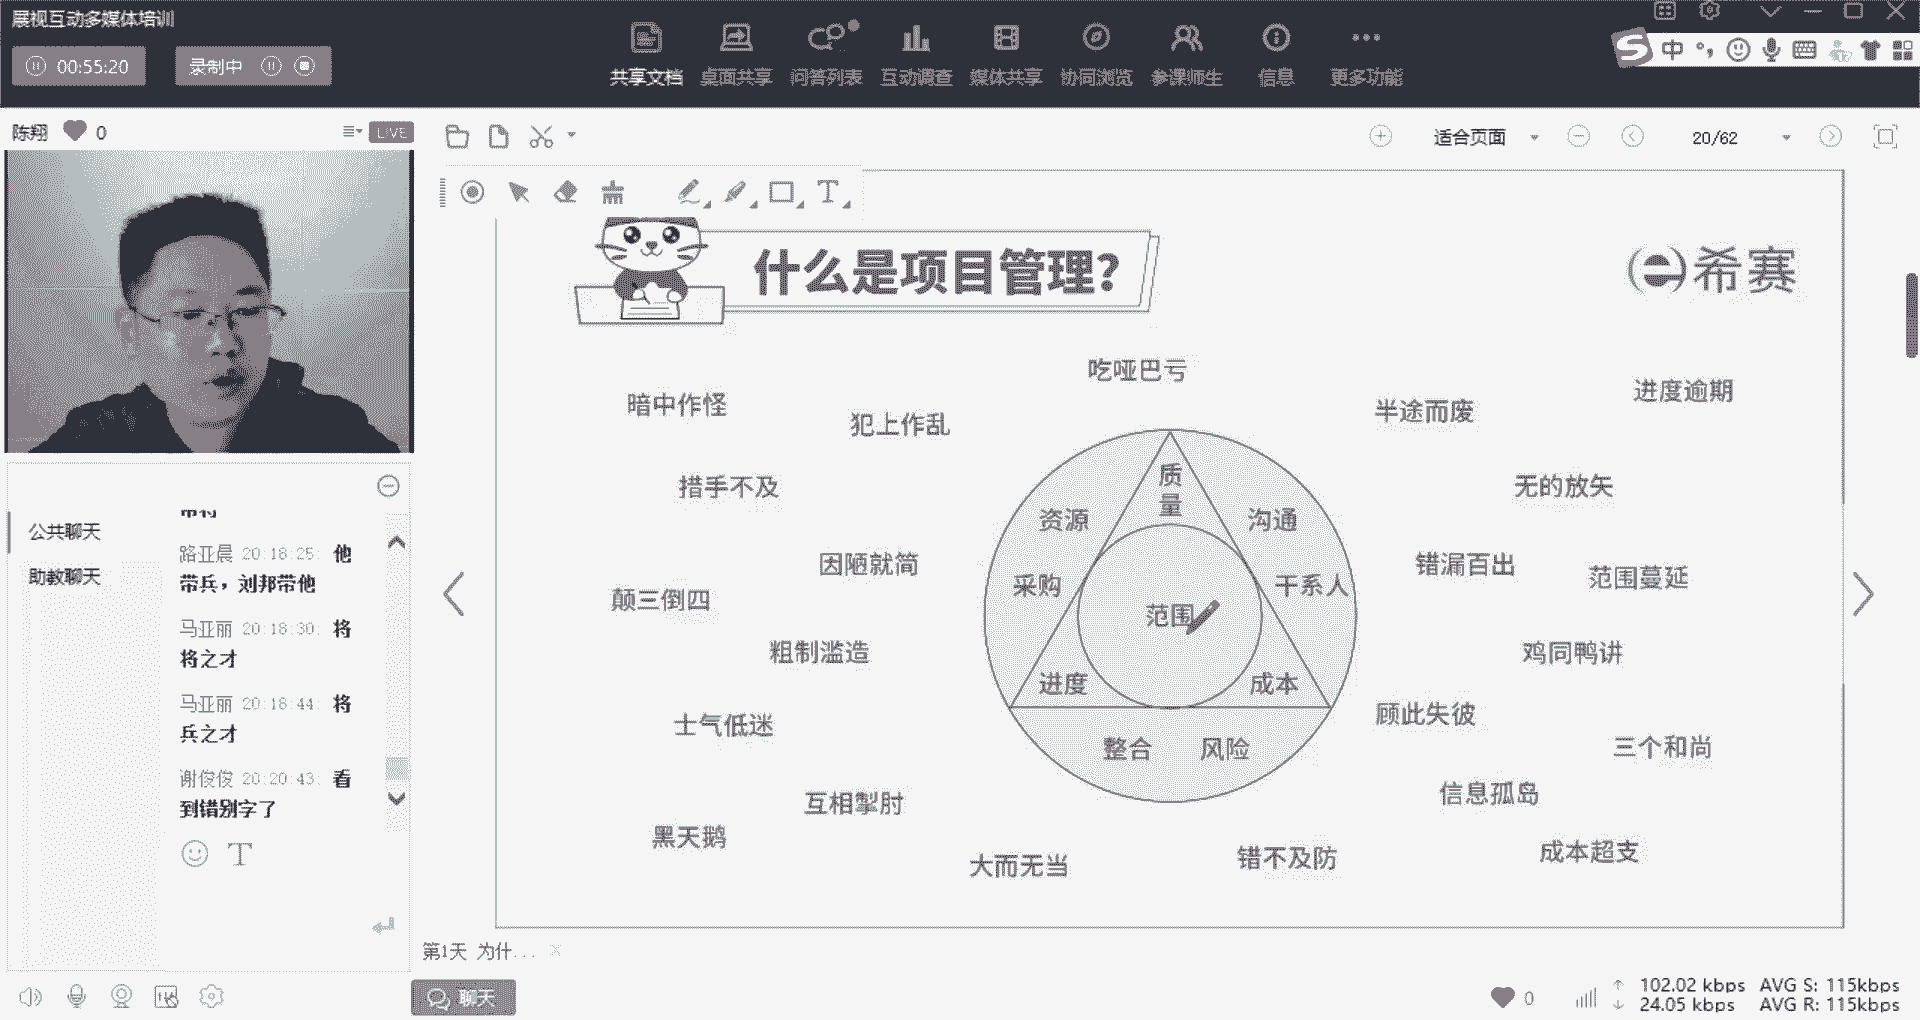 展视互动多媒体培训
00:55:20
录制中
共享文档 桌面共享 问答列表 互动调查 媒体共享 协同浏览 参课师生 信息 更多功能
中
陈翔 0
LIVE
适合页面
20/62
公共聊天
助教聊天
路亚晨 20:18:25: 他
带兵，刘邦带他
马亚丽 20:18:30: 将
将之才
马亚丽 20:18:44: 将
兵之才
谢俊俊 20:20:43: 看
到错别字了
什么是项目管理?
希赛
吃哑巴亏
暗中作怪
犯上作乱
半途而废
进度逾期
措手不及
无的放矢
质量
资源
沟通
因陋就简
采购
干系人
错漏百出
范围蔓延
颠三倒四
范围
粗制滥造
鸡同鸭讲
进度
成本
士气低迷
顾此失彼
整合
风险
三个和尚
互相掣肘
信息孤岛
黑天鹅
大而无当
错不及防
成本超支
第1天 为什...
聊天
0
102.02 kbps AVG S: 115kbps
24.05 kbps AVG R: 115kbps